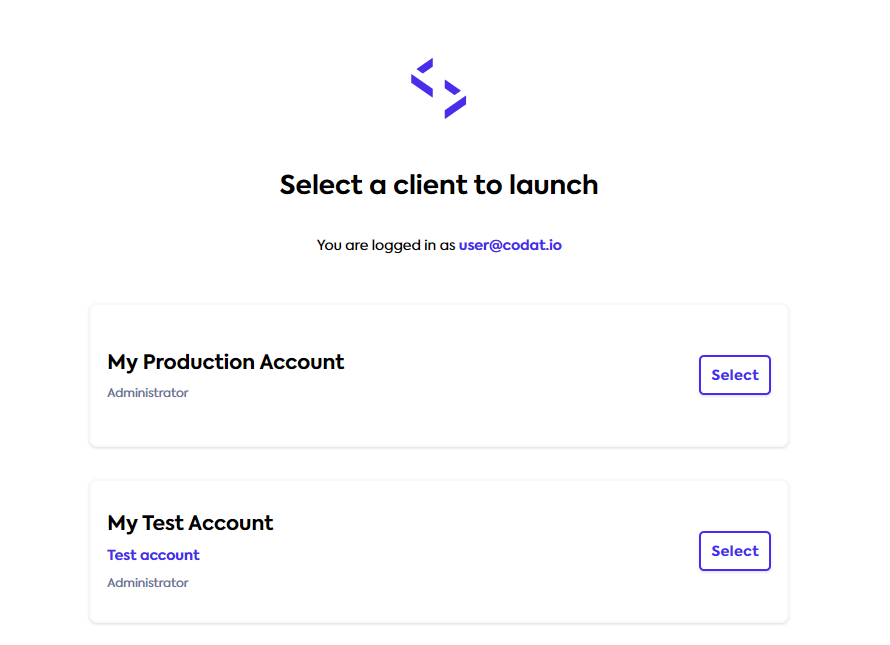 Select a client to launch
You are logged in as user@codat.io
My Production Account
Administrator
Select
My Test Account
Test account
Administrator
Select